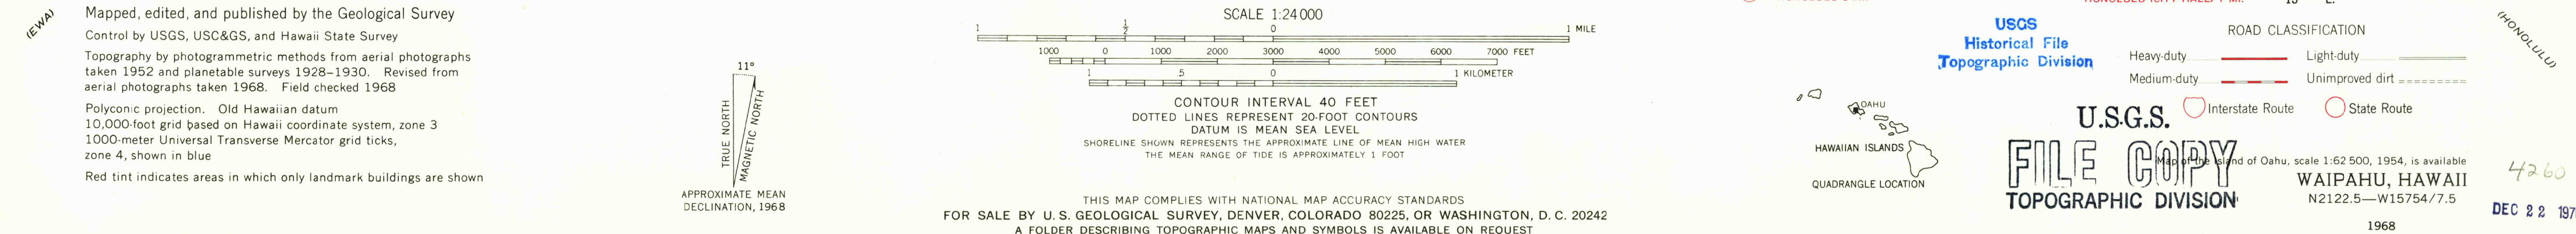 (EWA)
Mapped, edited, and published by the Geological Survey
Control by USGS, USC&GS, and Hawaii State Survey
Topography by photogrammetric methods from aerial photographs
taken 1952 and planetable surveys 1928–1930. Revised from
aerial photographs taken 1968. Field checked 1968
Polyconic projection. Old Hawaiian datum
10,000-foot grid based on Hawaii coordinate system, zone 3
1000-meter Universal Transverse Mercator grid ticks,
zone 4, shown in blue
Red tint indicates areas in which only landmark buildings are shown
11°
TRUE NORTH
MAGNETIC NORTH
APPROXIMATE MEAN
DECLINATION, 1968
SCALE 1:24 000
1 ½ 0 1 MILE
1000 0 1000 2000 3000 4000 5000 6000 7000 FEET
1 .5 0 1 KILOMETER
CONTOUR INTERVAL 40 FEET
DOTTED LINES REPRESENT 20-FOOT CONTOURS
DATUM IS MEAN SEA LEVEL
SHORELINE SHOWN REPRESENTS THE APPROXIMATE LINE OF MEAN HIGH WATER
THE MEAN RANGE OF TIDE IS APPROXIMATELY 1 FOOT
THIS MAP COMPLIES WITH NATIONAL MAP ACCURACY STANDARDS
FOR SALE BY U. S. GEOLOGICAL SURVEY, DENVER, COLORADO 80225, OR WASHINGTON, D. C. 20242
A FOLDER DESCRIBING TOPOGRAPHIC MAPS AND SYMBOLS IS AVAILABLE ON REQUEST
OAHU
HAWAIIAN ISLANDS
QUADRANGLE LOCATION
USGS
Historical File
Topographic Division
ROAD CLASSIFICATION
Heavy-duty Light-duty
Medium-duty Unimproved dirt
Interstate Route State Route
U.S.G.S.
FILE COPY
TOPOGRAPHIC DIVISION
Map of the Island of Oahu, scale 1:62 500, 1954, is available
WAIPAHU, HAWAII
N2122.5—W15754/7.5
1968
(HONOLULU)
4260
DEC 22 197